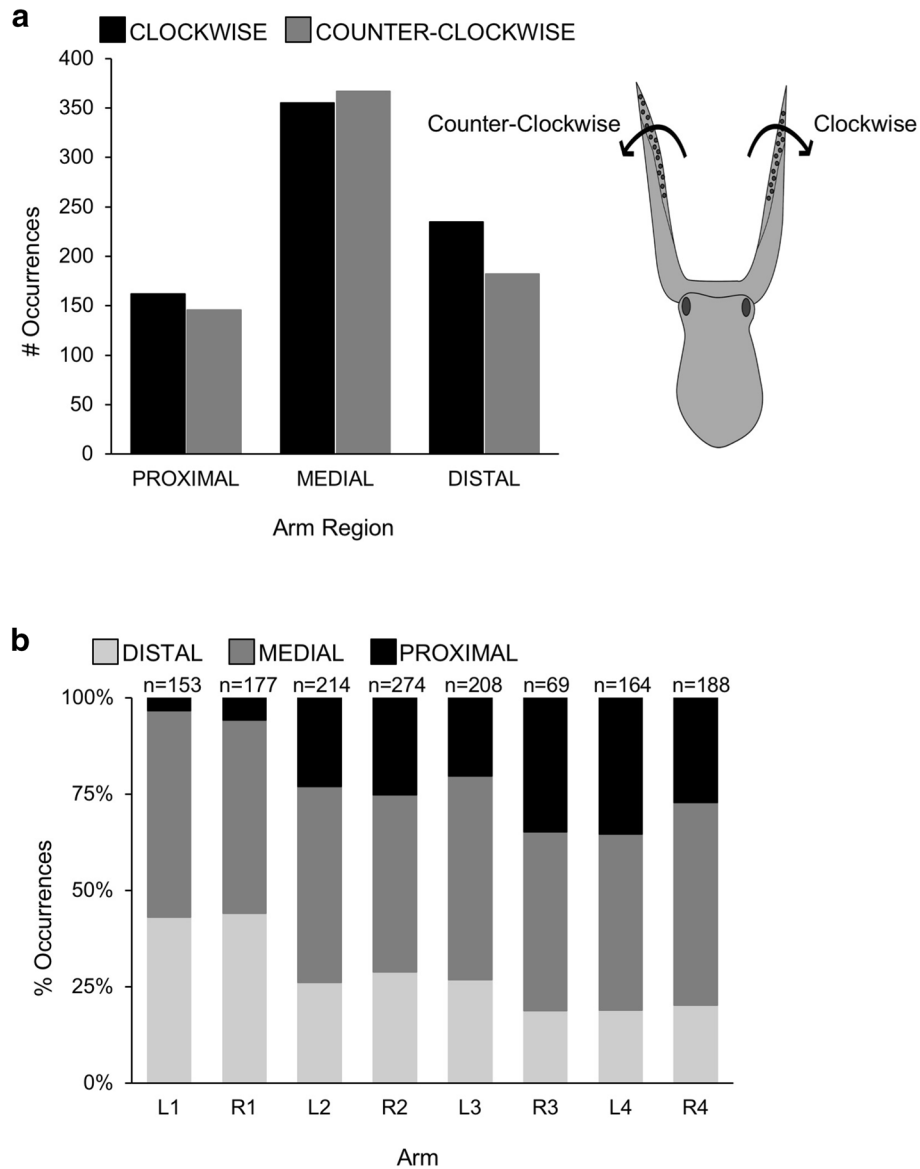 a
CLOCKWISE COUNTER-CLOCKWISE
400
350
300
250
200
150
100
50
0
# Occurrences
PROXIMAL MEDIAL DISTAL
Arm Region
Counter-Clockwise Clockwise
b
DISTAL MEDIAL PROXIMAL
n=153 n=177 n=214 n=274 n=208 n=69 n=164 n=188
100%
75%
50%
25%
0%
% Occurrences
L1 R1 L2 R2 L3 R3 L4 R4
Arm